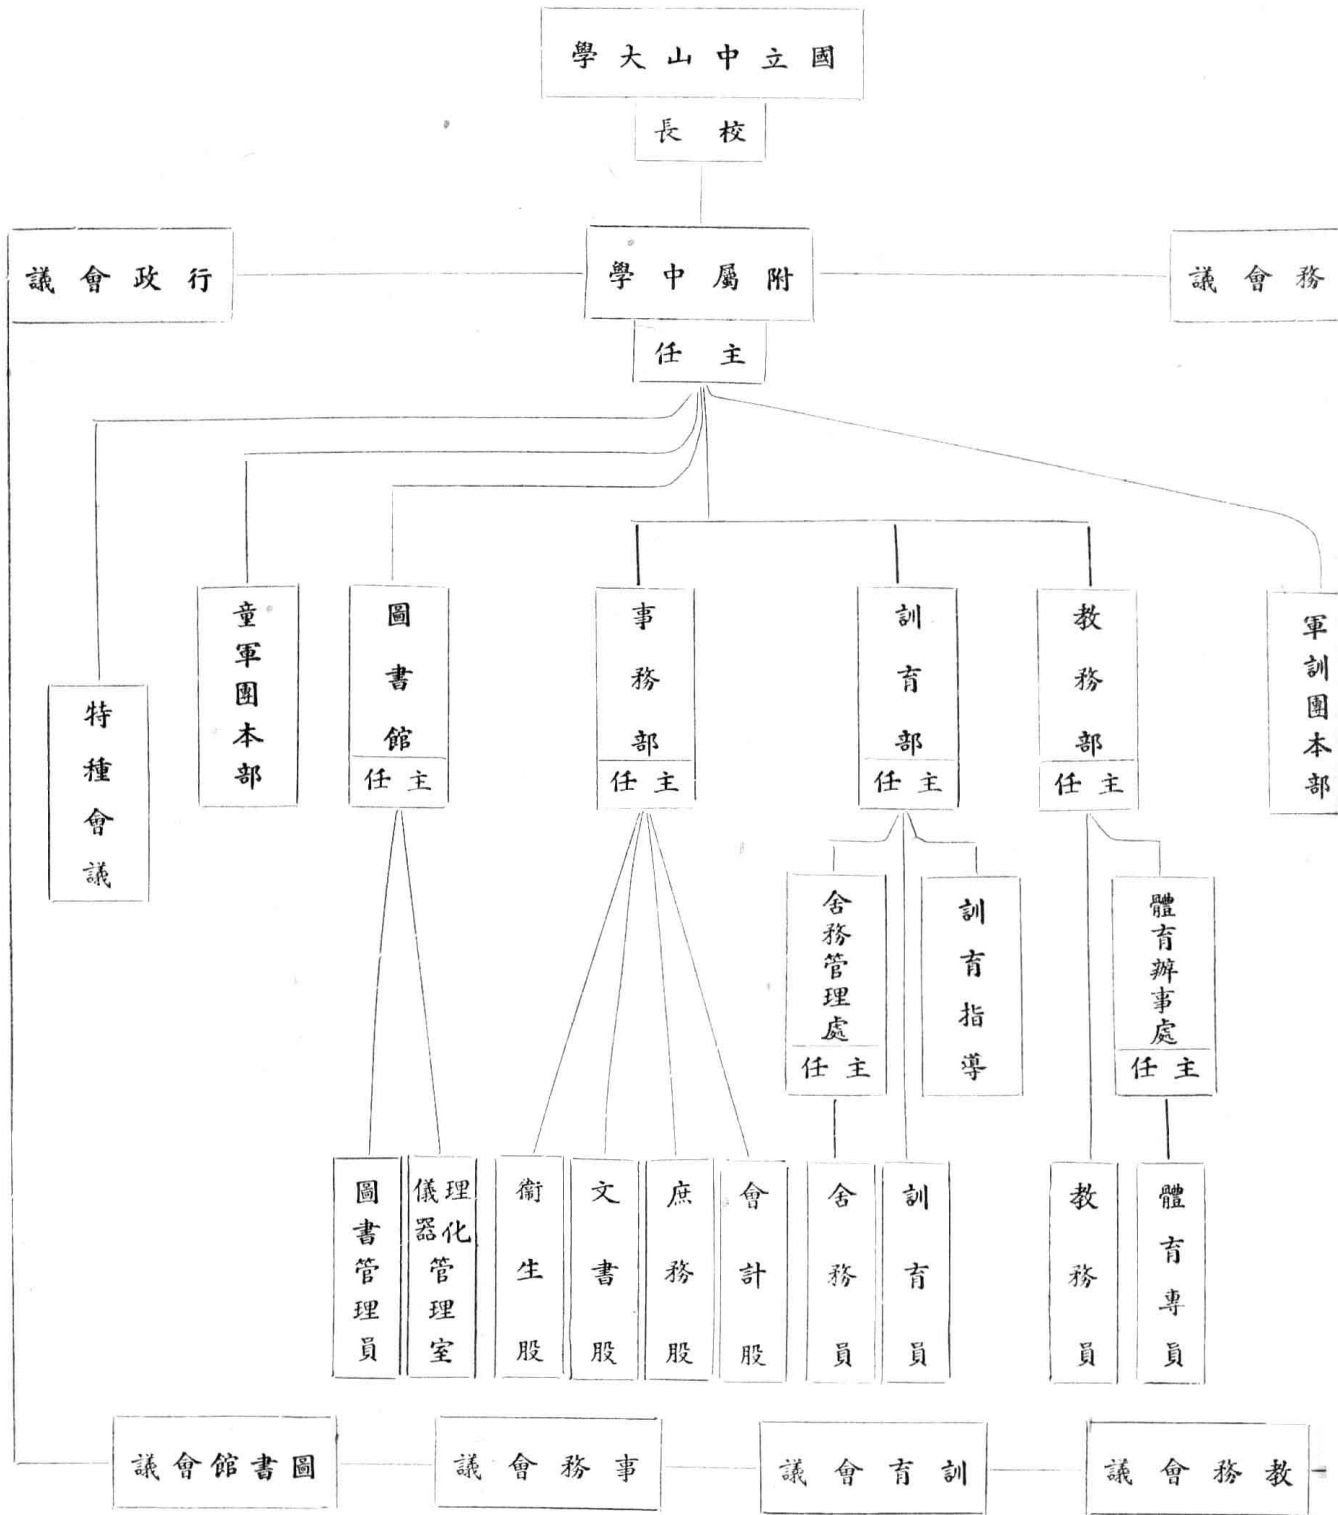 國立中山大學
校長
行政會議
附屬中學
務會議
主任
特種會議
童軍團本部
圖書館
主任
事務部
主任
訓育部
主任
教務部
主任
軍訓團本部
舍務管理處
主任
訓育指導
體育辦事處
主任
圖書管理員
理化儀器管理室
衞生股
文書股
庶務股
會計股
舍務員
訓育員
教務員
體育專員
圖書館會議
事務會議
訓育會議
教務會議